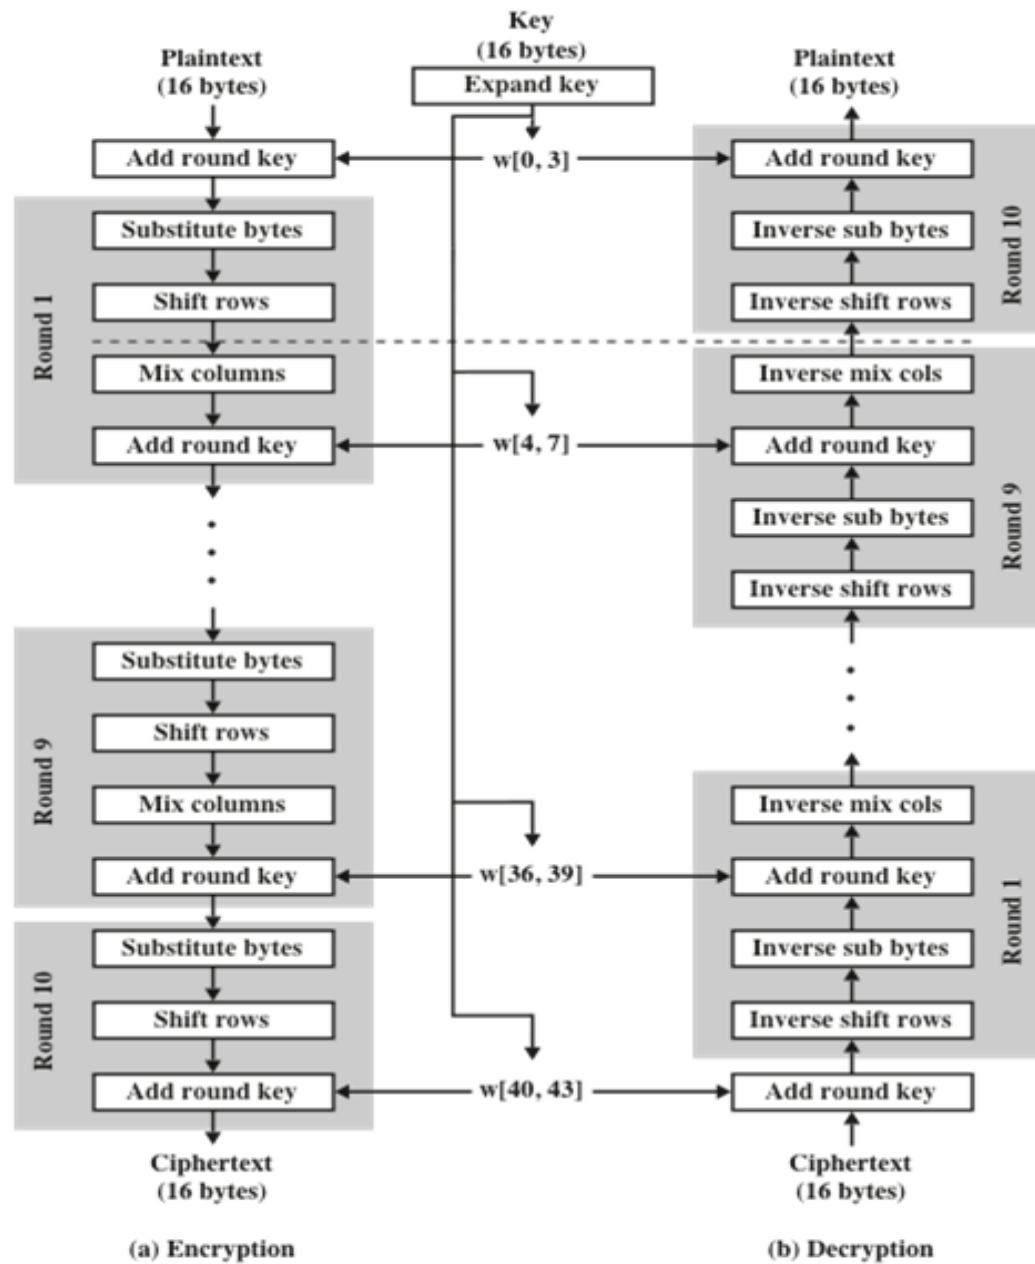 Key
(16 bytes)
Expand key
Plaintext
(16 bytes)
Add round key
Substitute bytes
Shift rows
Mix columns
Add round key
Round 1
Substitute bytes
Shift rows
Mix columns
Add round key
Round 9
Substitute bytes
Shift rows
Add round key
Round 10
Ciphertext
(16 bytes)
(a) Encryption
w[0, 3]
w[4, 7]
w[36, 39]
w[40, 43]
Plaintext
(16 bytes)
Add round key
Inverse sub bytes
Inverse shift rows
Round 10
Inverse mix cols
Add round key
Inverse sub bytes
Inverse shift rows
Round 9
Inverse mix cols
Add round key
Inverse sub bytes
Inverse shift rows
Round 1
Add round key
Ciphertext
(16 bytes)
(b) Decryption